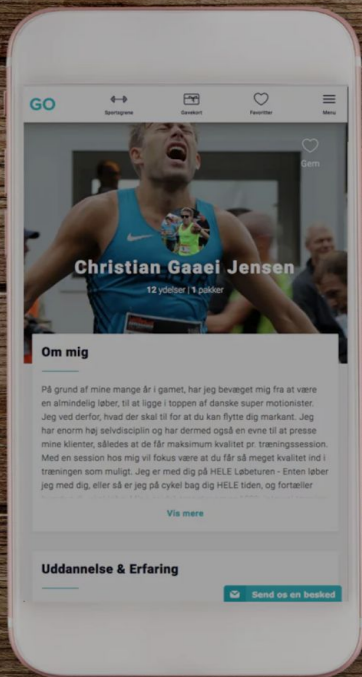 GO
Sportsgrene
Gavekort
Favoritter
Menu
Gem
Christian Gaaei Jensen
12 ydelser | 1 pakker
Om mig
På grund af mine mange år i gamet, har jeg bevæget mig fra at være
en almindelig løber, til at ligge i toppen af danske super motionister.
Jeg ved derfor, hvad der skal til for at du kan flytte dig markant. Jeg
har enorm høj selvdisciplin og har dermed også en evne til at presse
mine klienter, således at de får maksimum kvalitet pr. træningssession.
Med en session hos mig vil fokus være at du får så meget kvalitet ind i
træningen som muligt. Jeg er med dig på HELE Løbeturen - Enten løber
jeg med dig, eller så er jeg på cykel bag dig HELE tiden, og fortæller
Vis mere
Uddannelse & Erfaring
Send os en besked